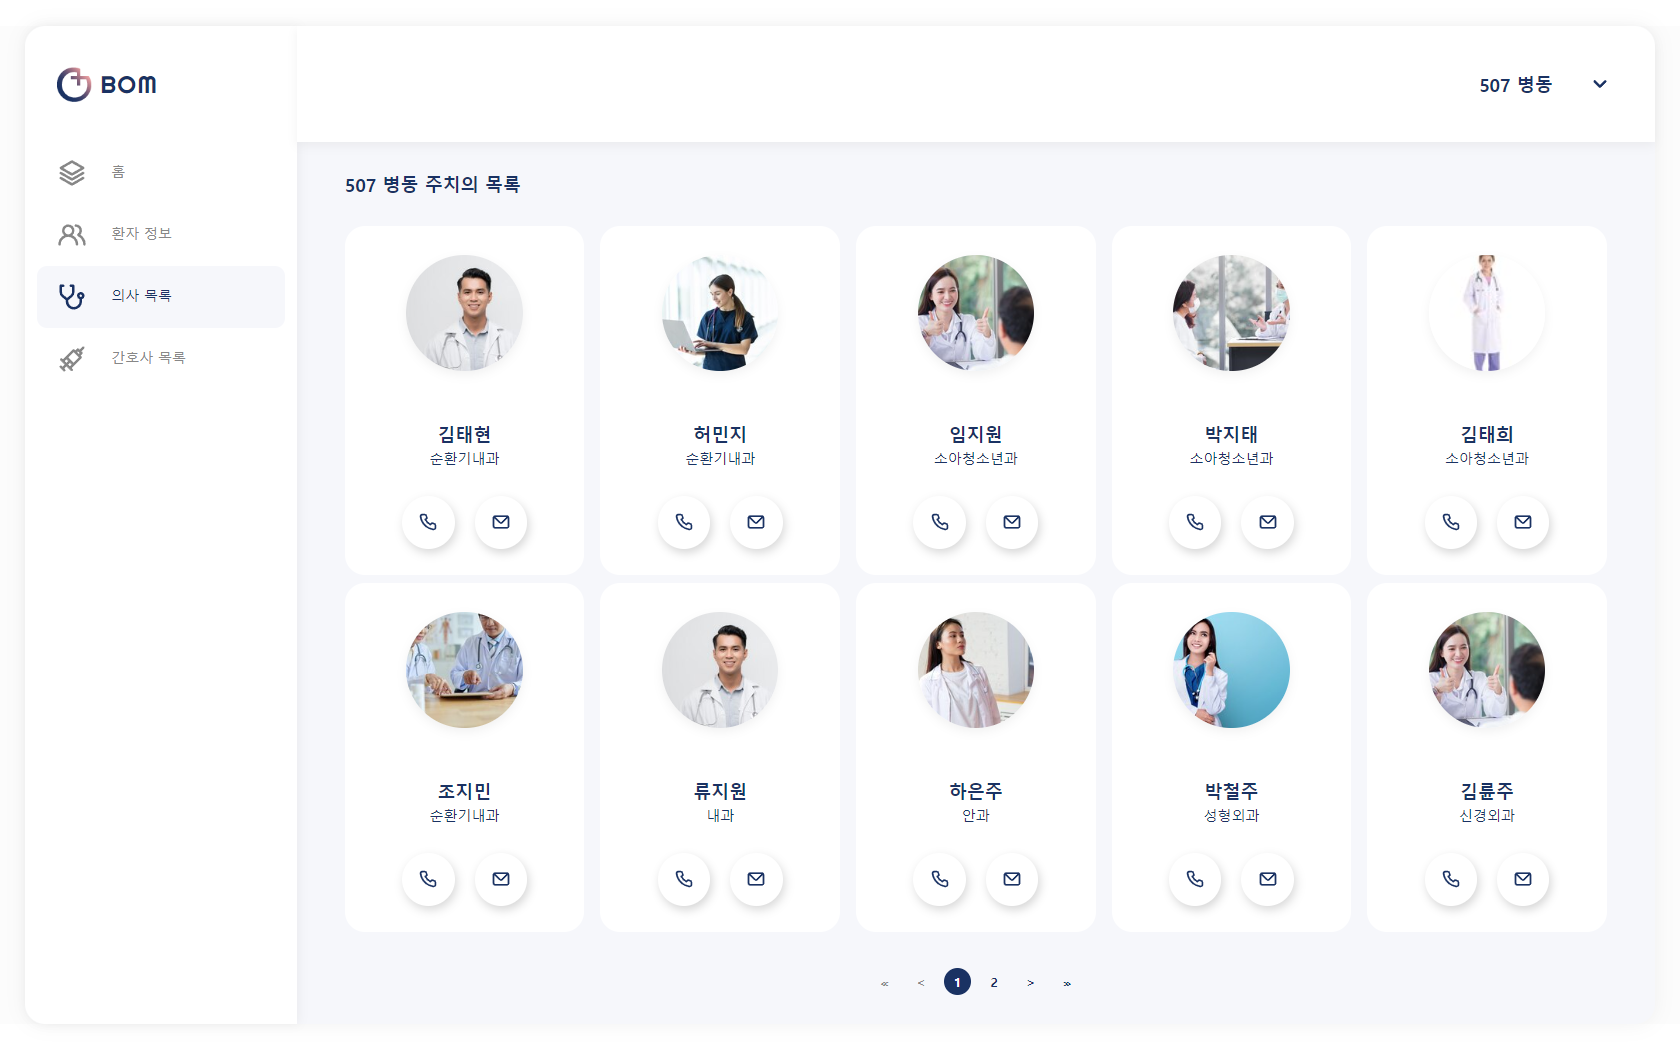 BOM
507 병동
홈
환자 정보
의사 목록
간호사 목록
507 병동 주치의 목록
김태현
순환기내과
허민지
순환기내과
임지원
소아청소년과
박지태
소아청소년과
김태희
소아청소년과
조지민
순환기내과
류지원
내과
하은주
안과
박철주
성형외과
김륜주
신경외과
« < 1 2 > »